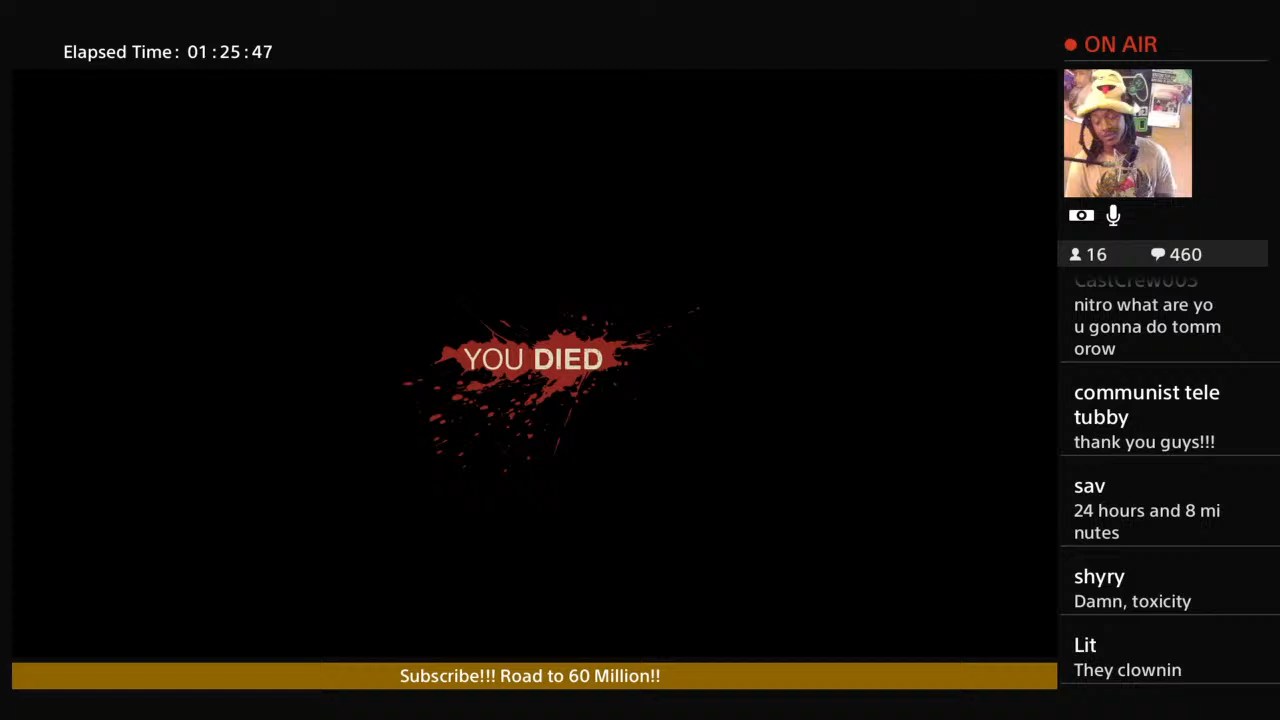 Elapsed Time: 01:25:47
ON AIR
16 460
CastCrew003
nitro what are yo
u gonna do tomm
orow
communist tele
tubby
thank you guys!!!
sav
24 hours and 8 mi
nutes
shyry
Damn, toxicity
Lit
They clownin
YOU DIED
Subscribe!!! Road to 60 Million!!